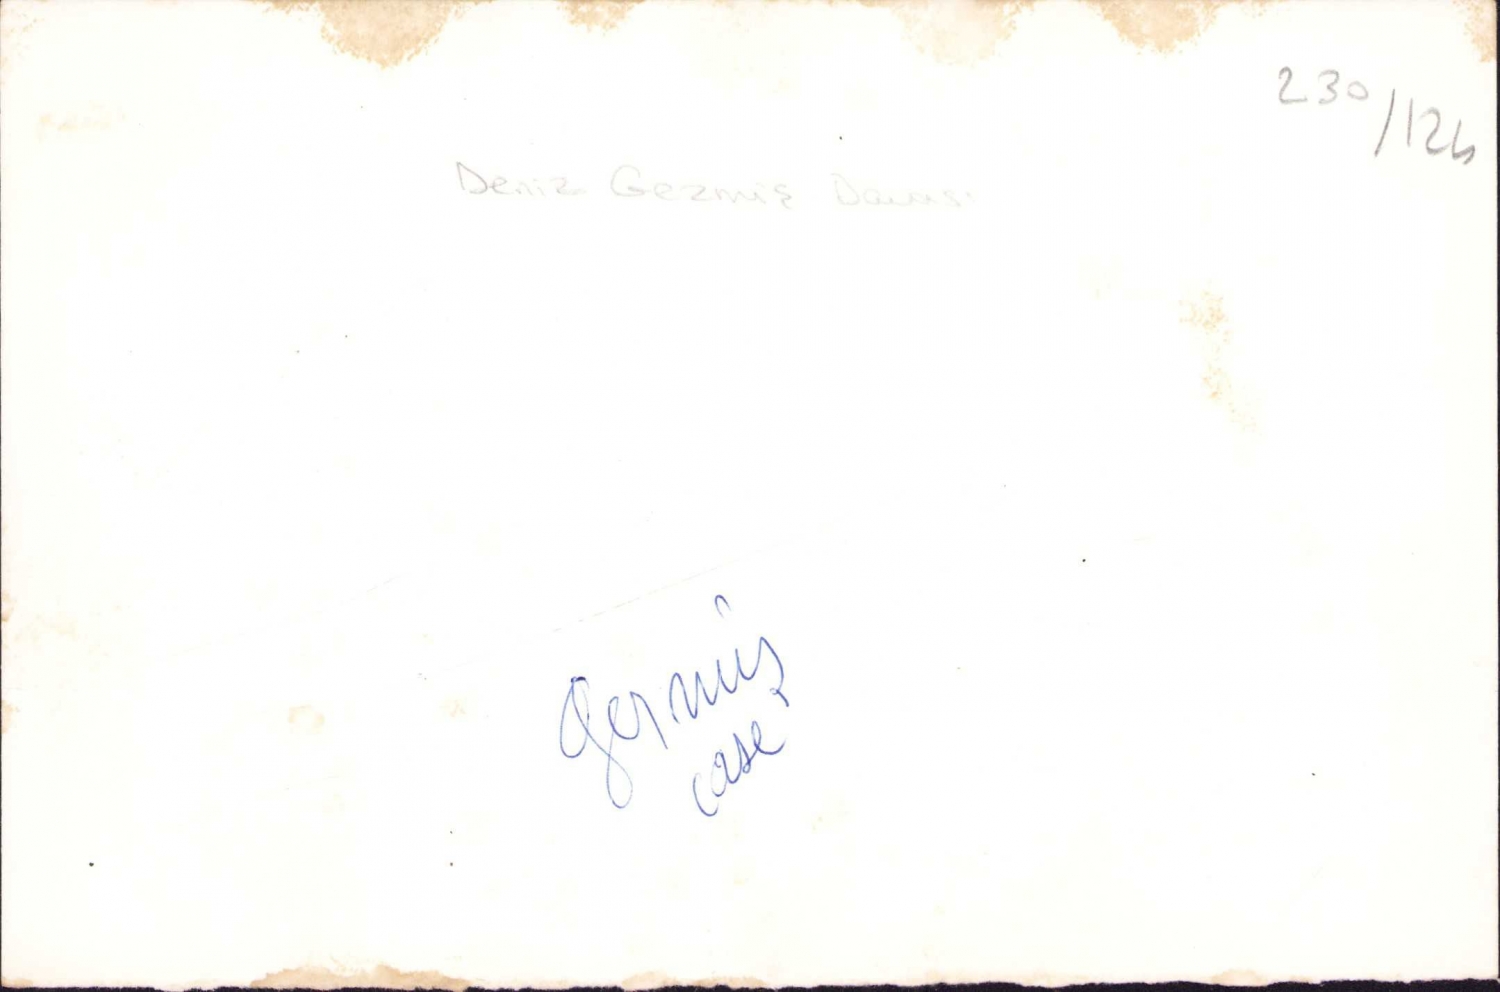 230/126
Deniz Gezmiş Davası
Gezmiş
case